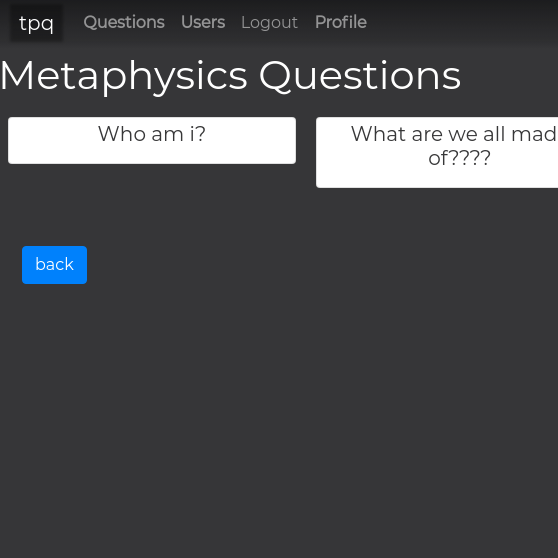 tpq Questions Users Logout Profile
Metaphysics Questions
Who am i?
What are we all mad
of????
back